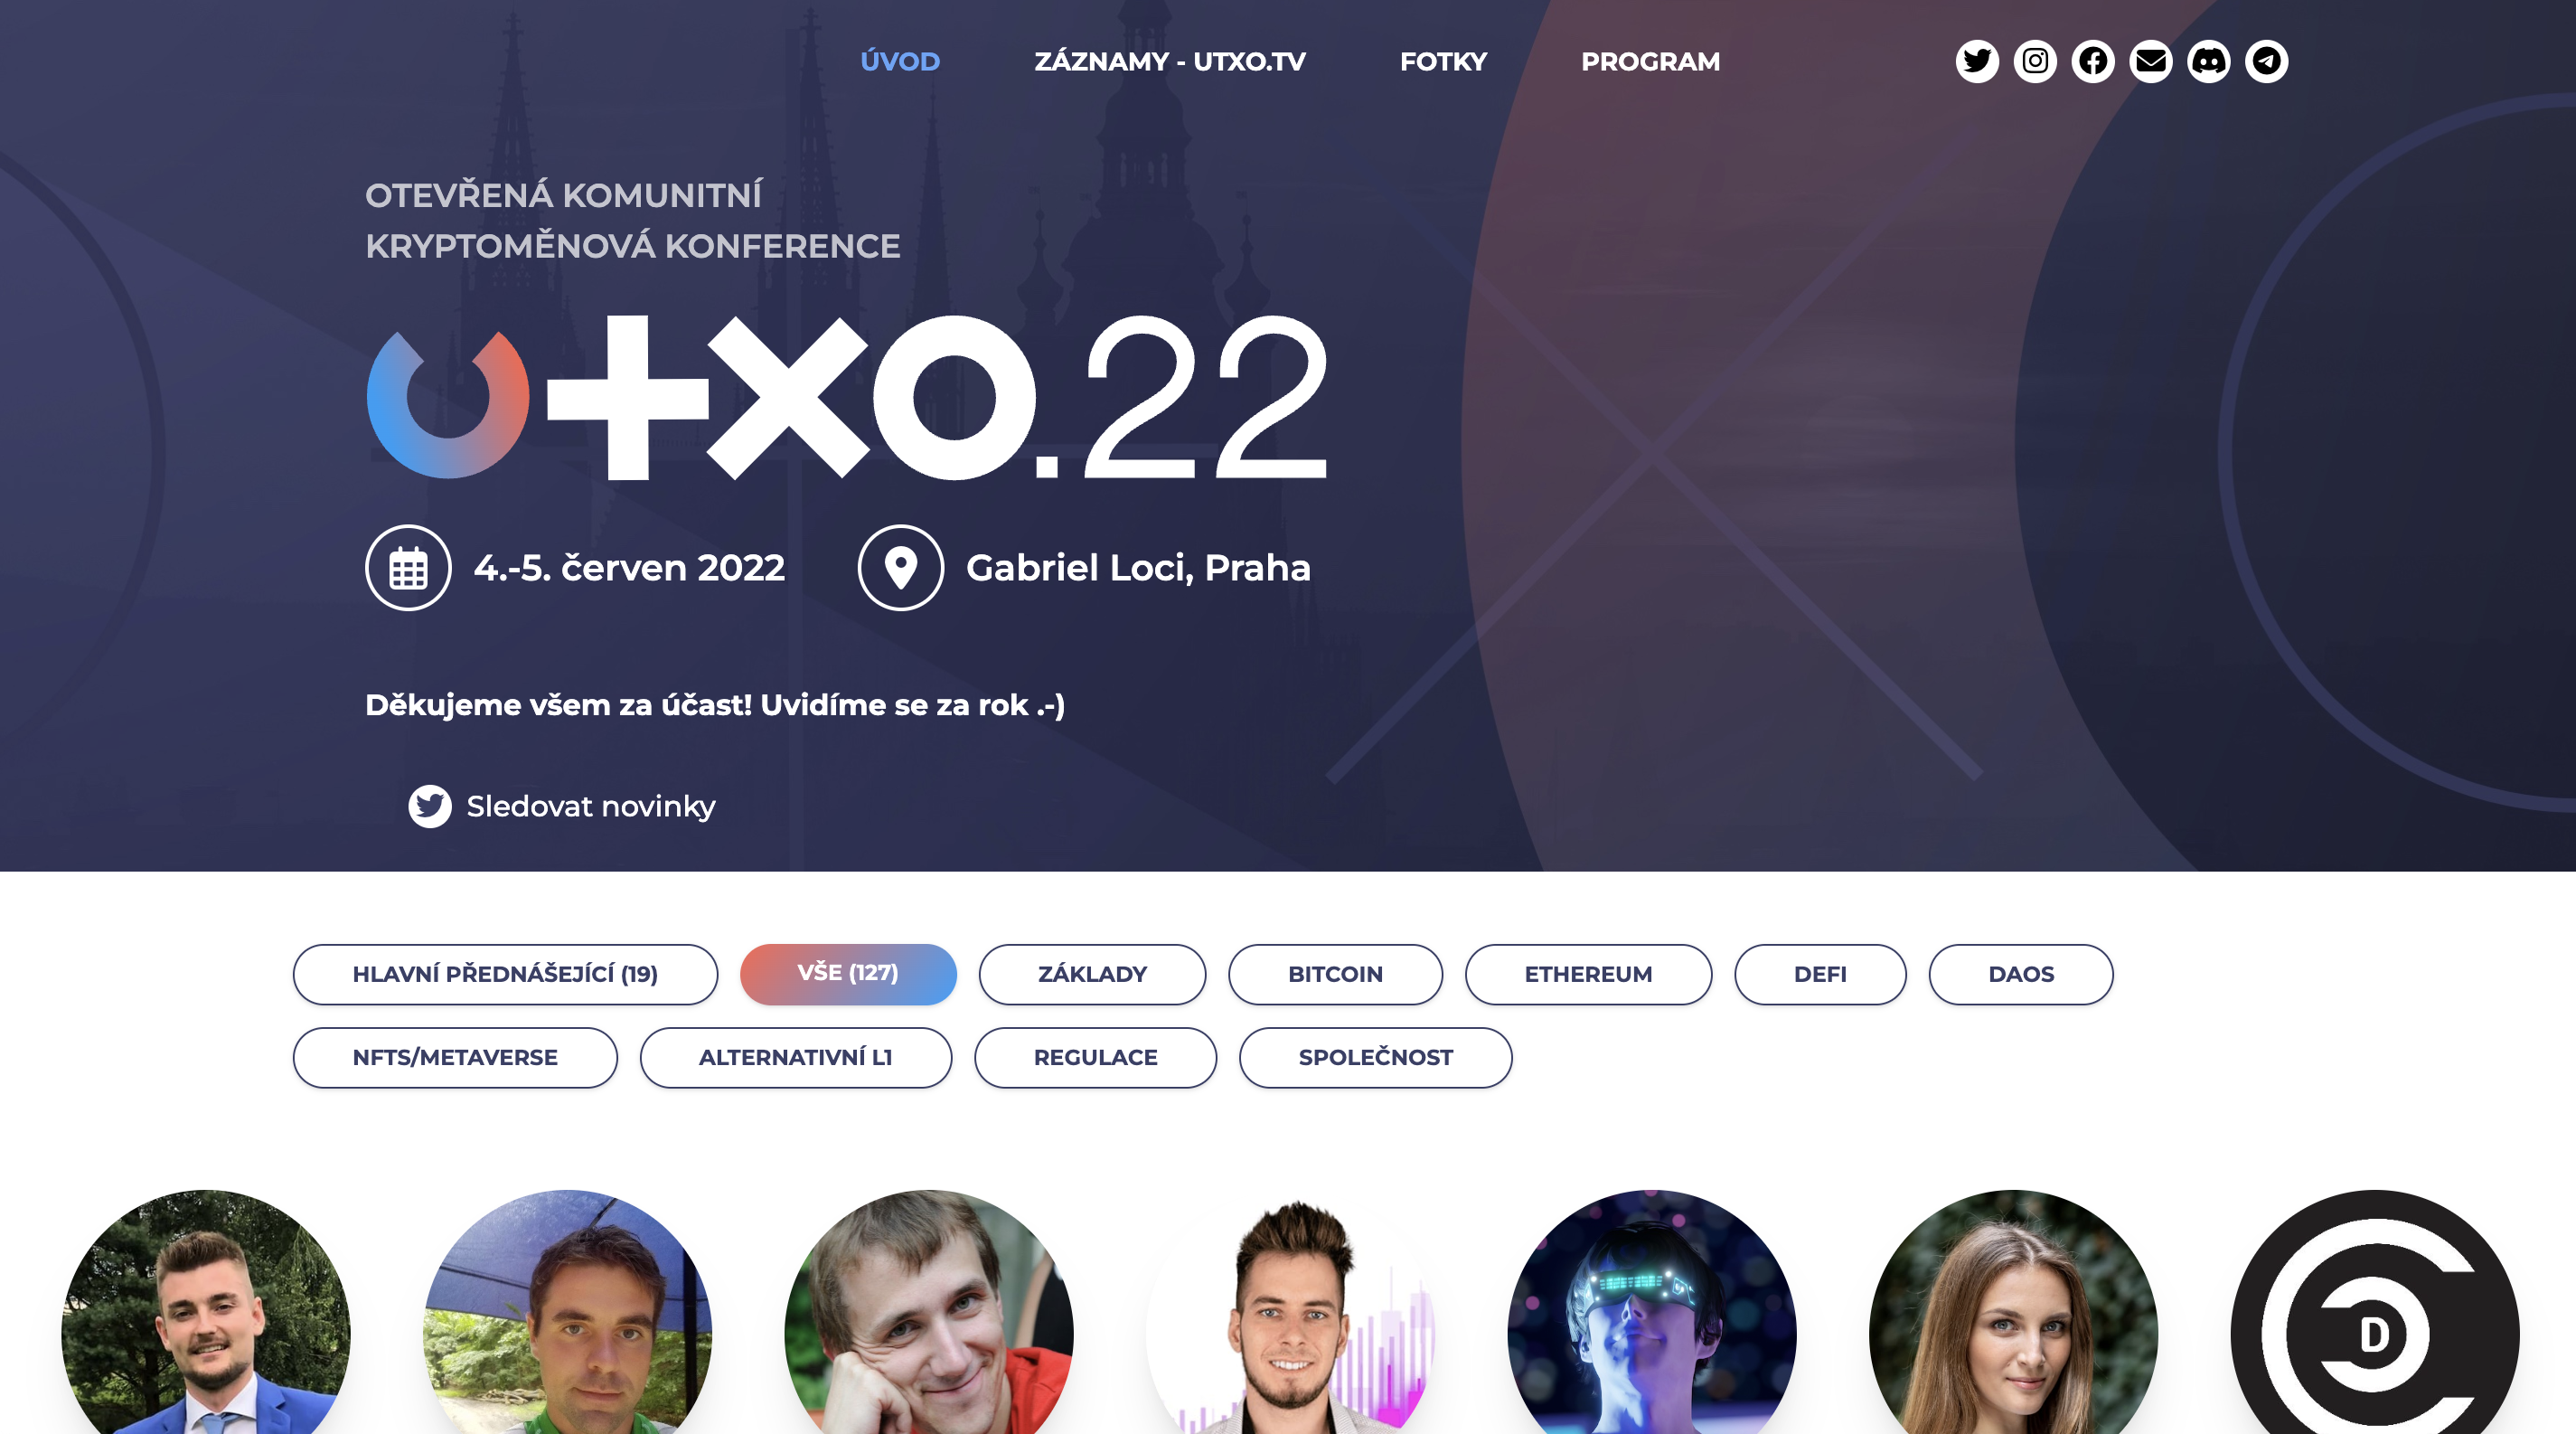 ÚVOD
ZÁZNAMY - UTXO.TV
FOTKY
PROGRAM
OTEVŘENÁ KOMUNITNÍ
KRYPTOMĚNOVÁ KONFERENCE
utxo.22
4.-5. červen 2022
Gabriel Loci, Praha
Děkujeme všem za účast! Uvidíme se za rok .-)
Sledovat novinky
HLAVNÍ PŘEDNÁŠEJÍCÍ (19)
VŠE (127)
ZÁKLADY
BITCOIN
ETHEREUM
DEFI
DAOS
NFTS/METAVERSE
ALTERNATIVNÍ L1
REGULACE
SPOLEČNOST
D